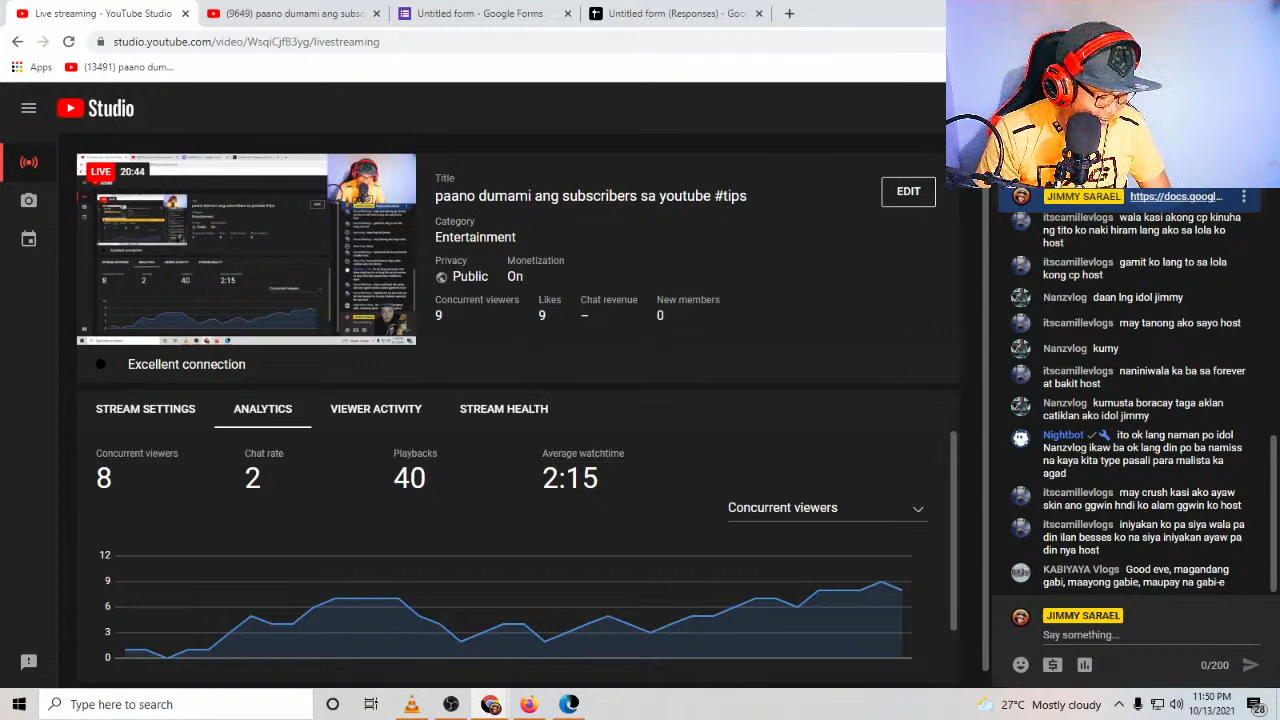 Live streaming - YouTube Studio
(9649) paano dumami ang subsc
Untitled form - Google Forms
Untitled form (Responses) - Goo
studio.youtube.com/video/WsqiCjfB3yg/livestreaming
Apps
(13491) paano dum...
Studio
LIVE 20:44
Title
paano dumami ang subscribers sa youtube #tips
EDIT
Category
Entertainment
Privacy Monetization
Public On
Concurrent viewers Chat revenue New members
9 9 – 0
Excellent connection
STREAM SETTINGS ANALYTICS VIEWER ACTIVITY STREAM HEALTH
Concurrent viewers Chat rate Playbacks Average watchtime
8 2 40 2:15
Concurrent viewers
12
9
6
3
0
JIMMY SARAEL https://docs.googl...
itscamillevlogs wala kasi akong cp kinuha
ng tito ko naki hiram lang ako sa lola ko
host
itscamillevlogs gamit ko lang to sa lola
kong cp host
Nanzvlog daan lng idol jimmy
itscamillevlogs may tatong ako sayo host
Nanzvlog kumy
itscamillevlogs naniniwala ka ba sa forever
at bakit host
Nanzvlog kumusta boracay taga aklan
catiklan ako idol jimmy
Nightbot ito ok lang naman po idol
Nanzvlog ikaw ba ok lang din po ba namiss
na kaya kita type pasali para malista ka
agad
itscamillevlogs may crush kasi ako ayaw
skin ano ggwin hndi ko alam ggwin ko host
itscamillevlogs iniyakan ko pa siya wala pa
din ilan besses ko na siya iniyakan ayaw pa
din nya host
KABIYAYA Vlogs Good eve, magandang
gabi, maayong gabie, maupay na gabi-e
JIMMY SARAEL
Say something...
0/200
Type here to search
27°C Mostly cloudy
11:50 PM
10/13/2021
28